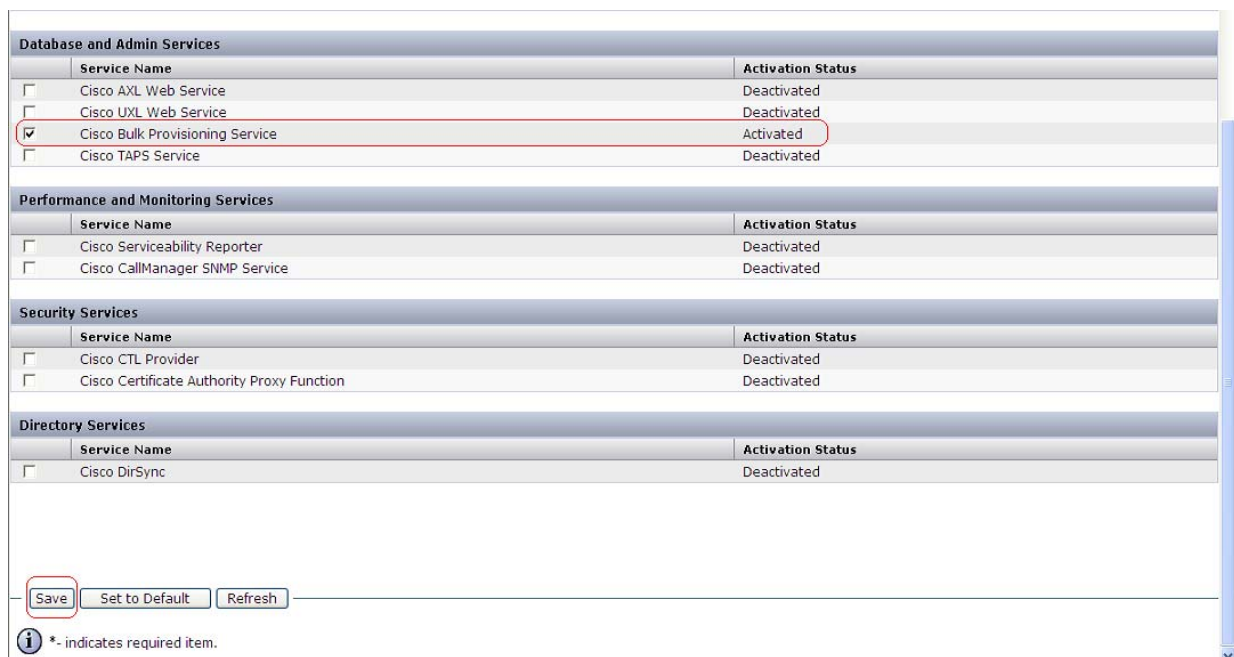 Database and Admin Services
Service Name Activation Status
Cisco AXL Web Service Deactivated
Cisco UXL Web Service Deactivated
Cisco Bulk Provisioning Service Activated
Cisco TAPS Service Deactivated
Performance and Monitoring Services
Service Name Activation Status
Cisco Serviceability Reporter Deactivated
Cisco CallManager SNMP Service Deactivated
Security Services
Service Name Activation Status
Cisco CTL Provider Deactivated
Cisco Certificate Authority Proxy Function Deactivated
Directory Services
Service Name Activation Status
Cisco DirSync Deactivated
Save Set to Default Refresh
i *- indicates required item.